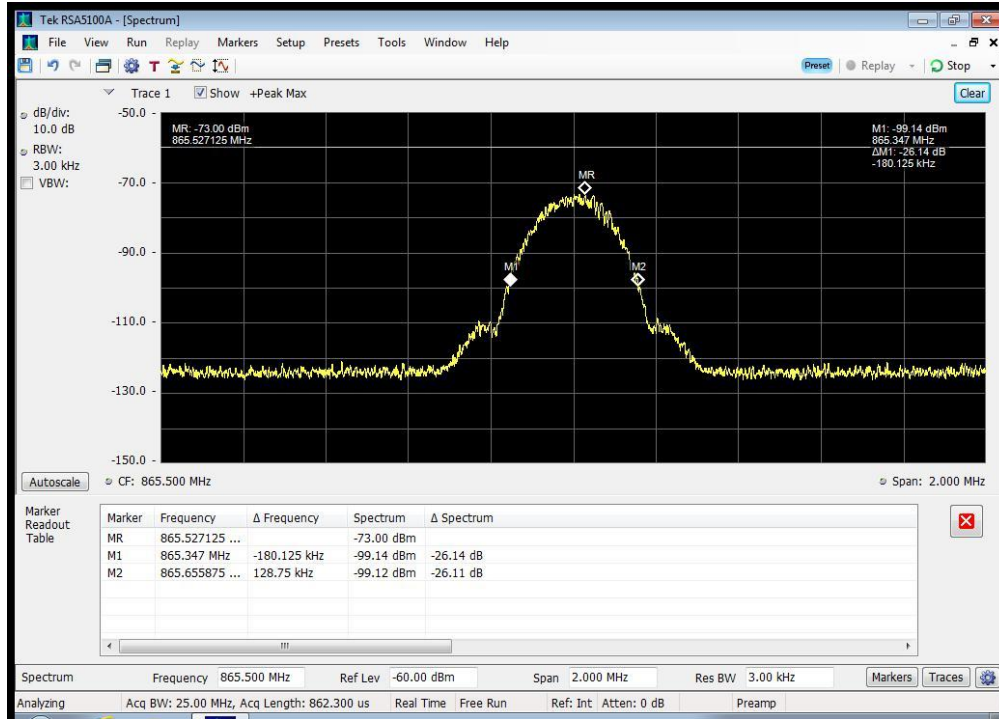 Tek RSA5100A - [Spectrum]
File View Run Replay Markers Setup Presets Tools Window Help
Preset Replay Stop
Trace 1 Show +Peak Max Clear
dB/div:
10.0 dB
RBW:
3.00 kHz
VBW:
-50.0
-70.0
-90.0
-110.0
-130.0
-150.0
MR: -73.00 dBm
865.527125 MHz
M1: -99.14 dBm
865.347 MHz
ΔM1: -26.14 dB
-180.125 kHz
MR
M1
M2
Autoscale CF: 865.500 MHz Span: 2.000 MHz
Marker
Readout
Table
Marker Frequency Δ Frequency Spectrum Δ Spectrum
MR 865.527125 ... -73.00 dBm
M1 865.347 MHz -180.125 kHz -99.14 dBm -26.14 dB
M2 865.655875 ... 128.75 kHz -99.12 dBm -26.11 dB
Spectrum Frequency 865.500 MHz Ref Lev -60.00 dBm Span 2.000 MHz Res BW 3.00 kHz Markers Traces
Analyzing Acq BW: 25.00 MHz, Acq Length: 862.300 us Real Time Free Run Ref: Int Atten: 0 dB Preamp